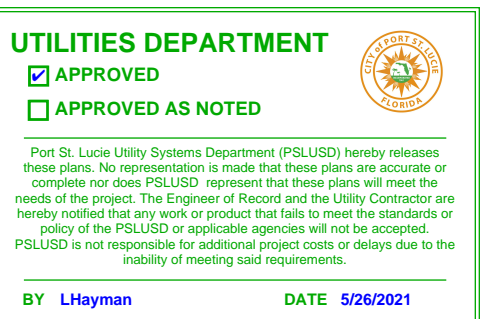 UTILITIES DEPARTMENT
CITY of PORT ST. LUCIE
FLORIDA
APPROVED
APPROVED AS NOTED
Port St. Lucie Utility Systems Department (PSLUSD) hereby releases
these plans. No representation is made that these plans are accurate or
complete nor does PSLUSD represent that these plans will meet the
needs of the project. The Engineer of Record and the Utility Contractor are
hereby notified that any work or product that fails to meet the standards or
policy of the PSLUSD or applicable agencies will not be accepted.
PSLUSD is not responsible for additional project costs or delays due to the
inability of meeting said requirements.
BY LHayman DATE 5/26/2021